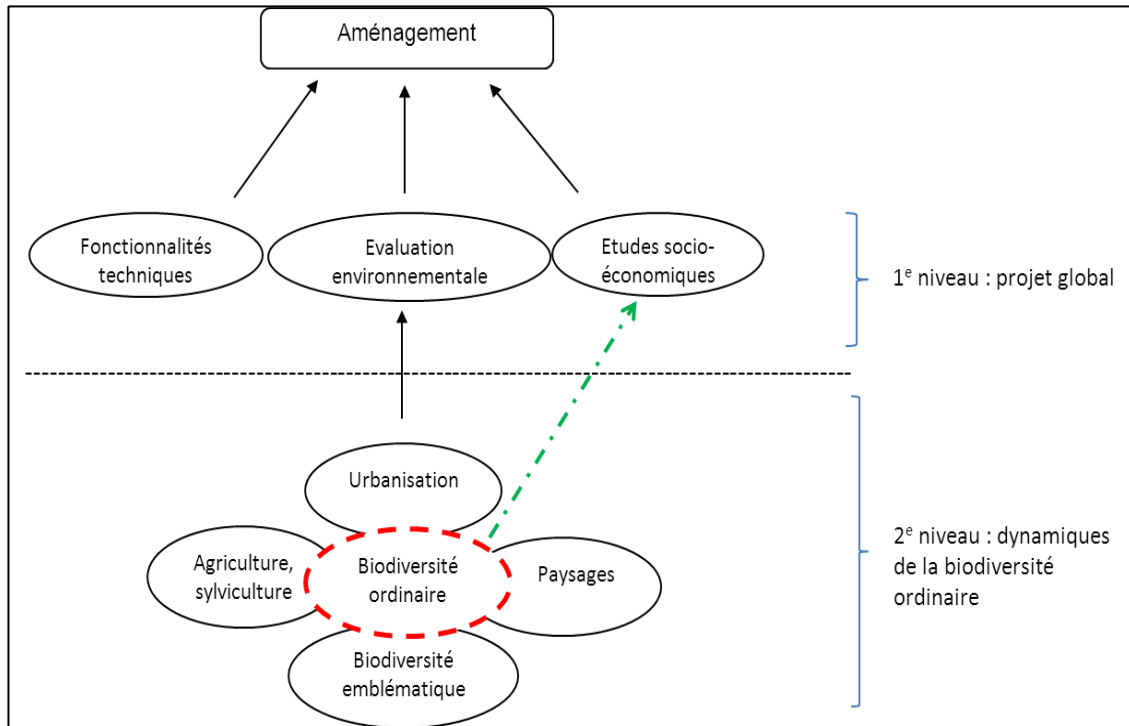 Aménagement
Fonctionnalités
techniques
Evaluation
environnementale
Etudes socio-
économiques
1e niveau : projet global
Urbanisation
Agriculture,
sylviculture
Biodiversité
ordinaire
Paysages
Biodiversité
emblématique
2e niveau : dynamiques
de la biodiversité
ordinaire